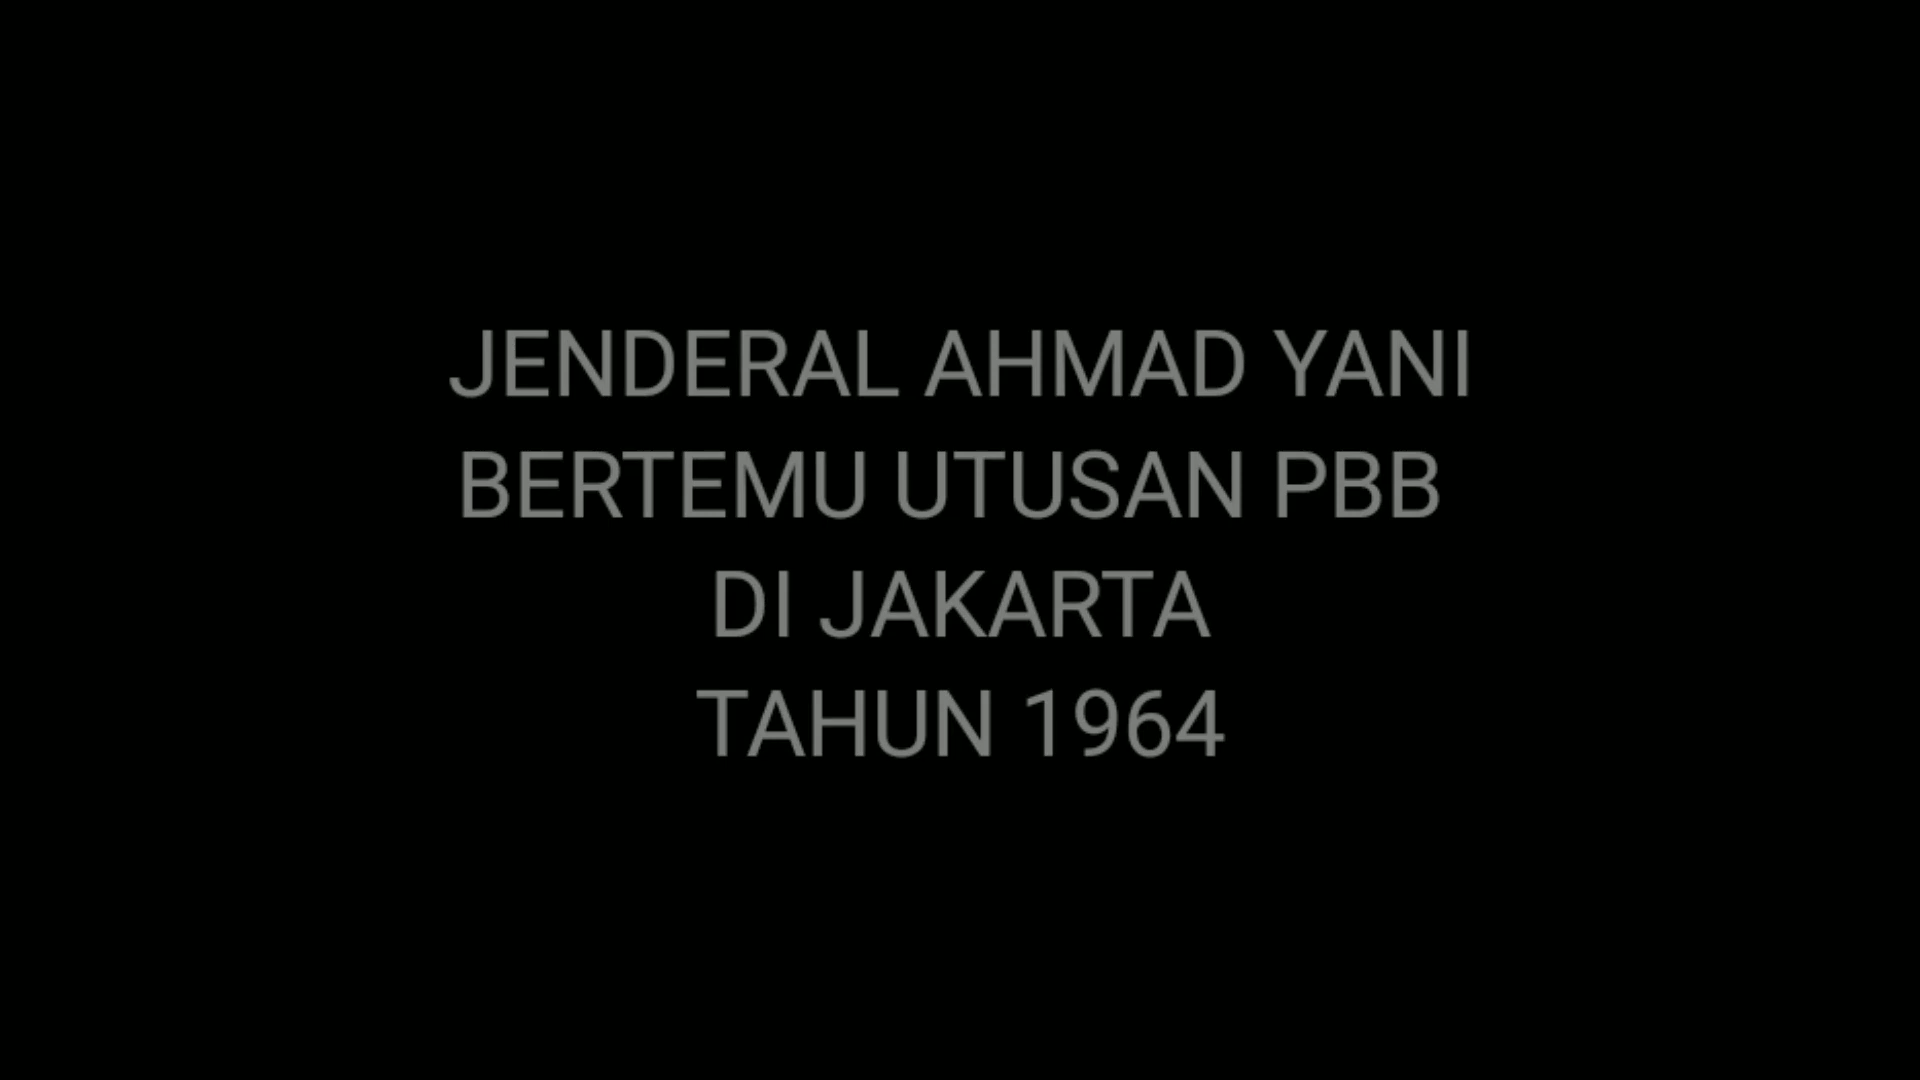 JENDERAL AHMAD YANI
BERTEMU UTUSAN PBB
DI JAKARTA
TAHUN 1964